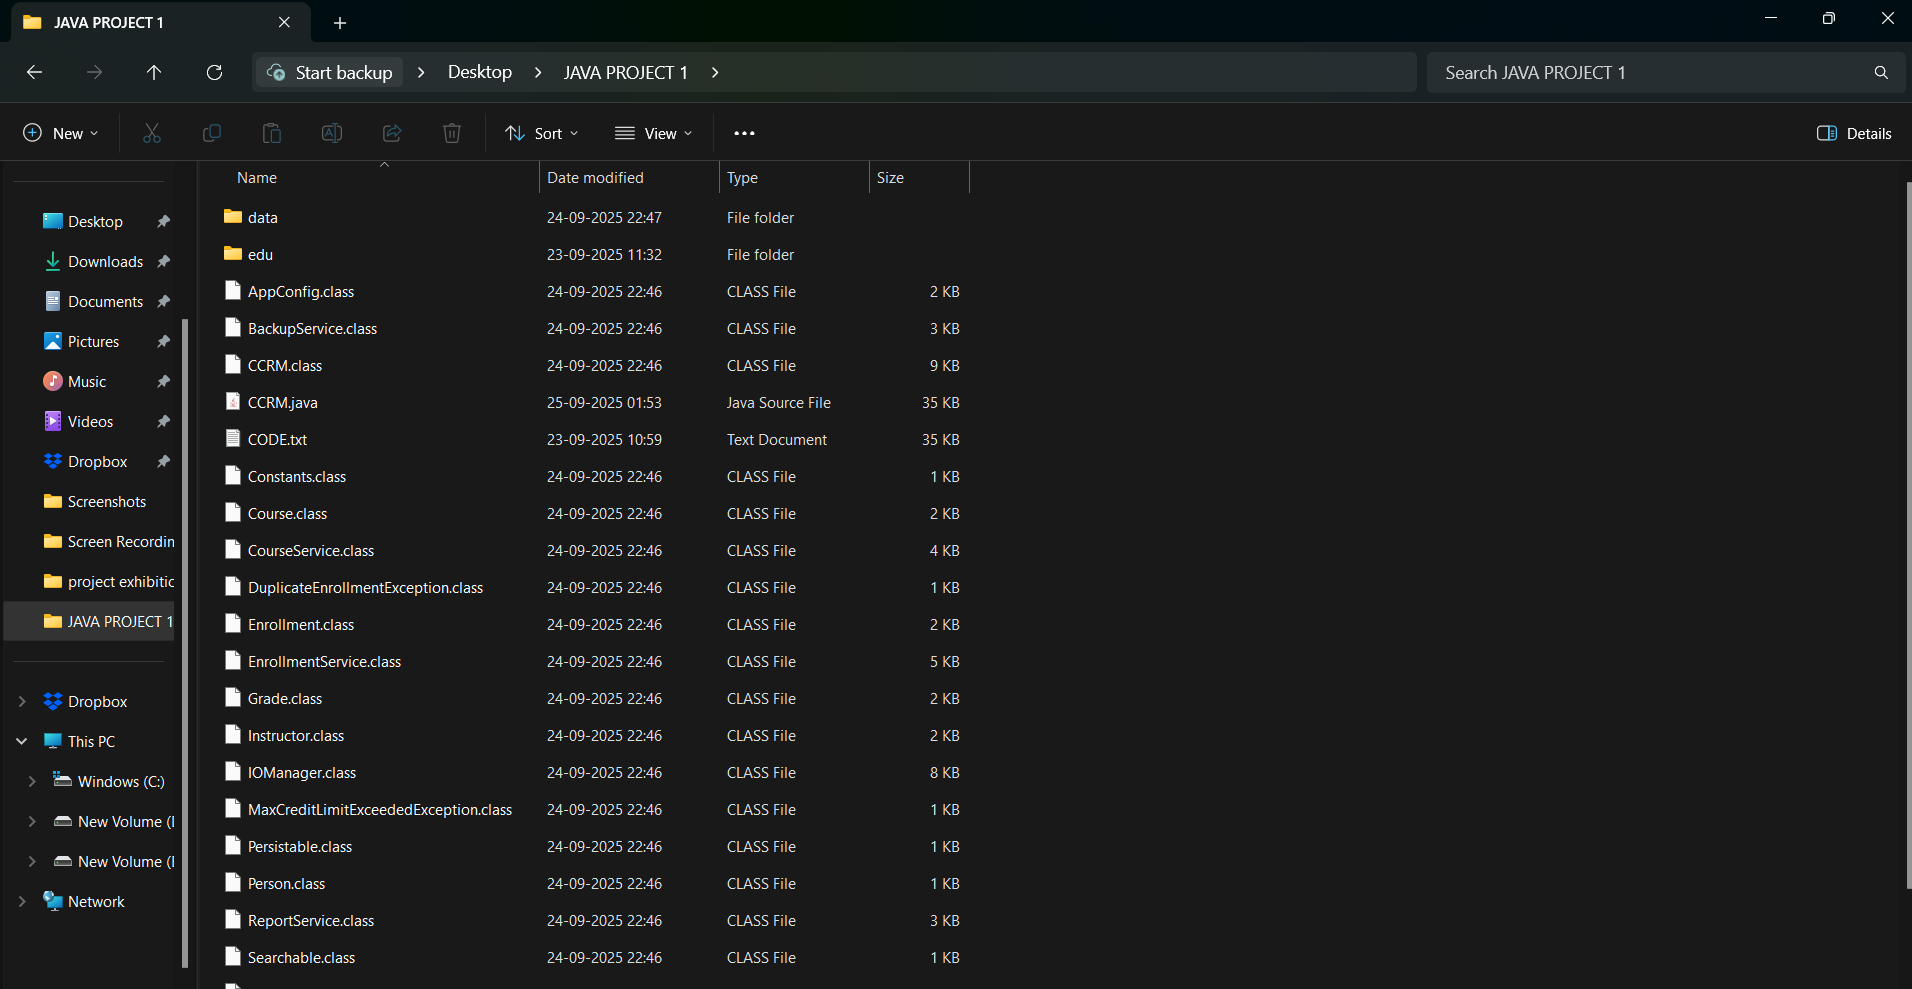 JAVA PROJECT 1
Start backup > Desktop > JAVA PROJECT 1 >
Search JAVA PROJECT 1
New
Sort
View
Details
Desktop
Downloads
Documents
Pictures
Music
Videos
Dropbox
Screenshots
Screen Recordin
project exhibitic
JAVA PROJECT 1
Dropbox
This PC
Windows (C:)
New Volume (
New Volume (
Network
Name Date modified Type Size
data 24-09-2025 22:47 File folder
edu 23-09-2025 11:32 File folder
AppConfig.class 24-09-2025 22:46 CLASS File 2 KB
BackupService.class 24-09-2025 22:46 CLASS File 3 KB
CCRM.class 24-09-2025 22:46 CLASS File 9 KB
CCRM.java 25-09-2025 01:53 Java Source File 35 KB
CODE.txt 23-09-2025 10:59 Text Document 35 KB
Constants.class 24-09-2025 22:46 CLASS File 1 KB
Course.class 24-09-2025 22:46 CLASS File 2 KB
CourseService.class 24-09-2025 22:46 CLASS File 4 KB
DuplicateEnrollmentException.class 24-09-2025 22:46 CLASS File 1 KB
Enrollment.class 24-09-2025 22:46 CLASS File 2 KB
EnrollmentService.class 24-09-2025 22:46 CLASS File 5 KB
Grade.class 24-09-2025 22:46 CLASS File 2 KB
Instructor.class 24-09-2025 22:46 CLASS File 2 KB
IOManager.class 24-09-2025 22:46 CLASS File 8 KB
MaxCreditLimitExceededException.class 24-09-2025 22:46 CLASS File 1 KB
Persistable.class 24-09-2025 22:46 CLASS File 1 KB
Person.class 24-09-2025 22:46 CLASS File 1 KB
ReportService.class 24-09-2025 22:46 CLASS File 3 KB
Searchable.class 24-09-2025 22:46 CLASS File 1 KB